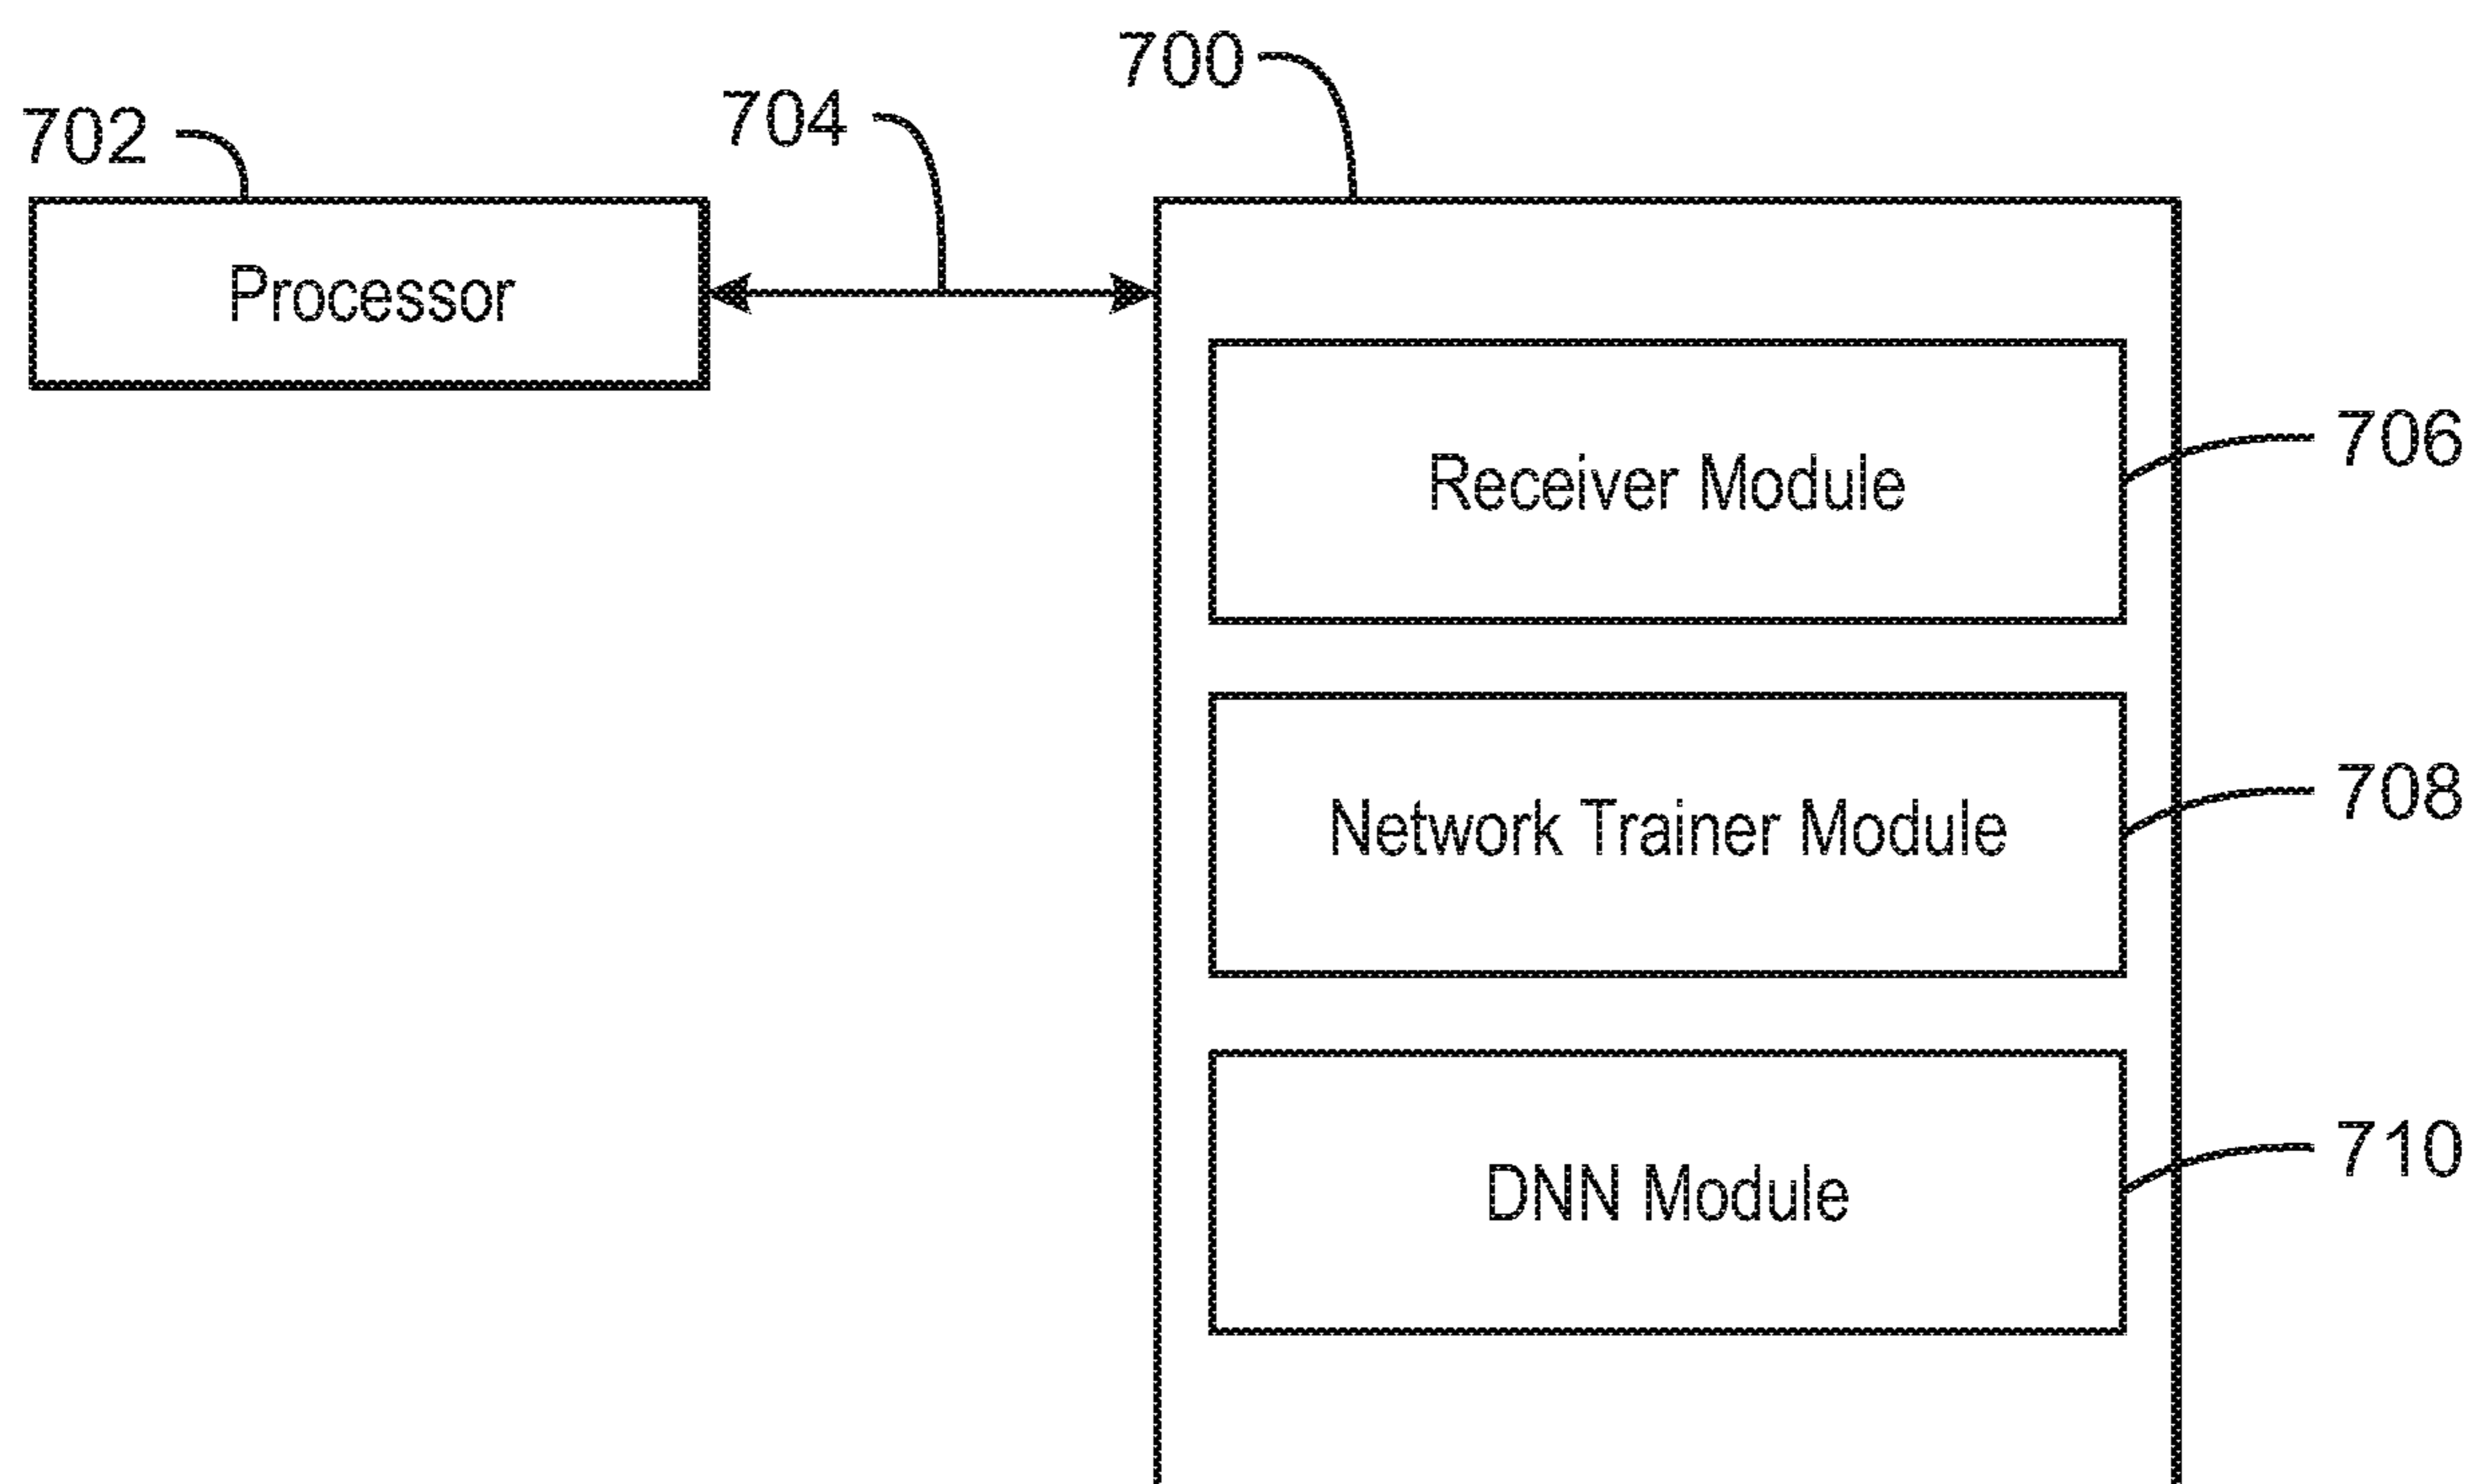 700
704
702
Processor
706
Receiver Module
708
Network Trainer Module
710
DNN Module